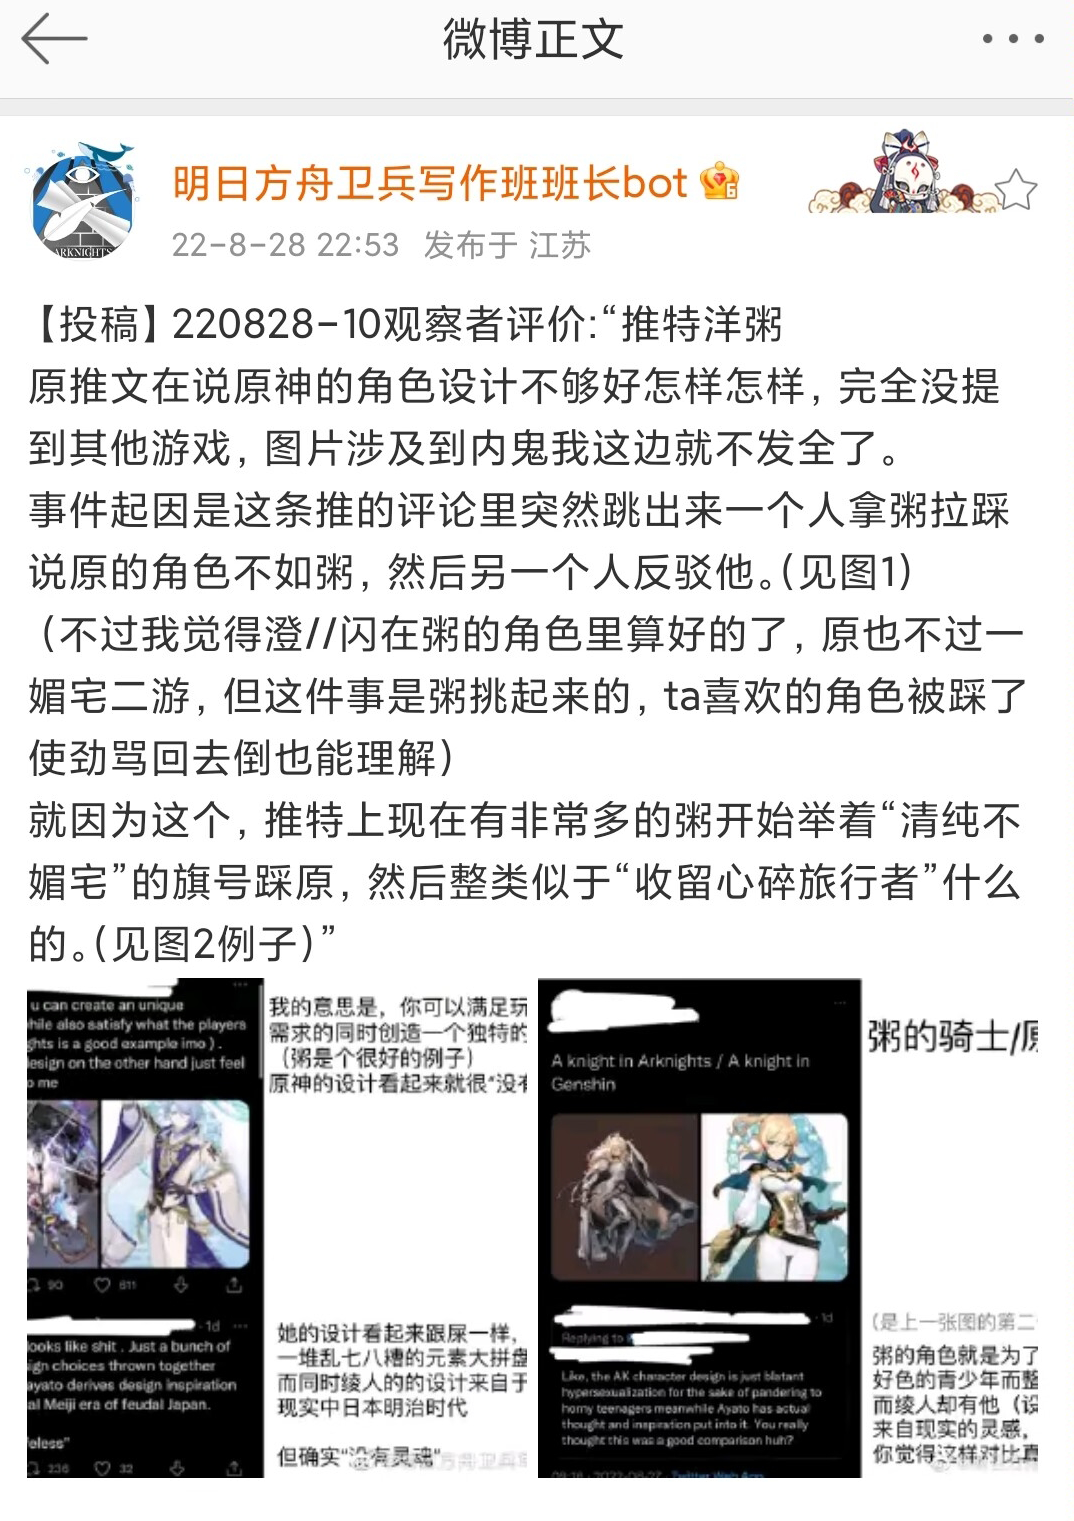 微博正文
明日方舟卫兵写作班班长bot
22-8-28 22:53 发布于 江苏
ARKNIGHTS
【投稿】220828-10观察者评价:“推特洋粥
原推文在说原神的角色设计不够好怎样怎样，完全没提
到其他游戏，图片涉及到内鬼我这边就不发全了。
事件起因是这条推的评论里突然跳出来一个人拿粥拉踩
说原的角色不如粥，然后另一个人反驳他。(见图1)
（不过我觉得澄//闪在粥的角色里算好的了，原也不过一
媚宅二游，但这件事是粥挑起来的，ta喜欢的角色被踩了
使劲骂回去倒也能理解）
就因为这个，推特上现在有非常多的粥开始举着“清纯不
媚宅”的旗号踩原，然后整类似于“收留心碎旅行者”什么
的。(见图2例子)”
u can create an unique
hile also satisfy what the players
ghts is a good example imo ) .
esign on the other hand just feel
o me
90
611
1d
ooks like shit . Just a bunch of
ign choices thrown together
ayato derives design inspiration
al Meiji era of feudal Japan.
eless"
236
32
我的意思是，你可以满足玩
需求的同时创造一个独特的
（粥是个很好的例子）
原神的设计看起来就很“没有
她的设计看起来跟屎一样，
一堆乱七八糟的元素大拼盘
而同时绫人的的设计来自于
现实中日本明治时代
但确实“没有灵魂”
A knight in Arknights / A knight in
Genshin
1d
Replying to
Like, the AK character design is just blatant
hypersexualization for the sake of pandering to
horny teenagers meanwhile Ayato has actual
thought and inspiration put into it. You really
thought this was a good comparison huh?
09:16 · 2022-08-27 · Twitter Web App
粥的骑士/原
(是上一张图的第二
粥的角色就是为了
好色的青少年而整
而绫人却有他（设
来自现实的灵感，
你觉得这样对比真